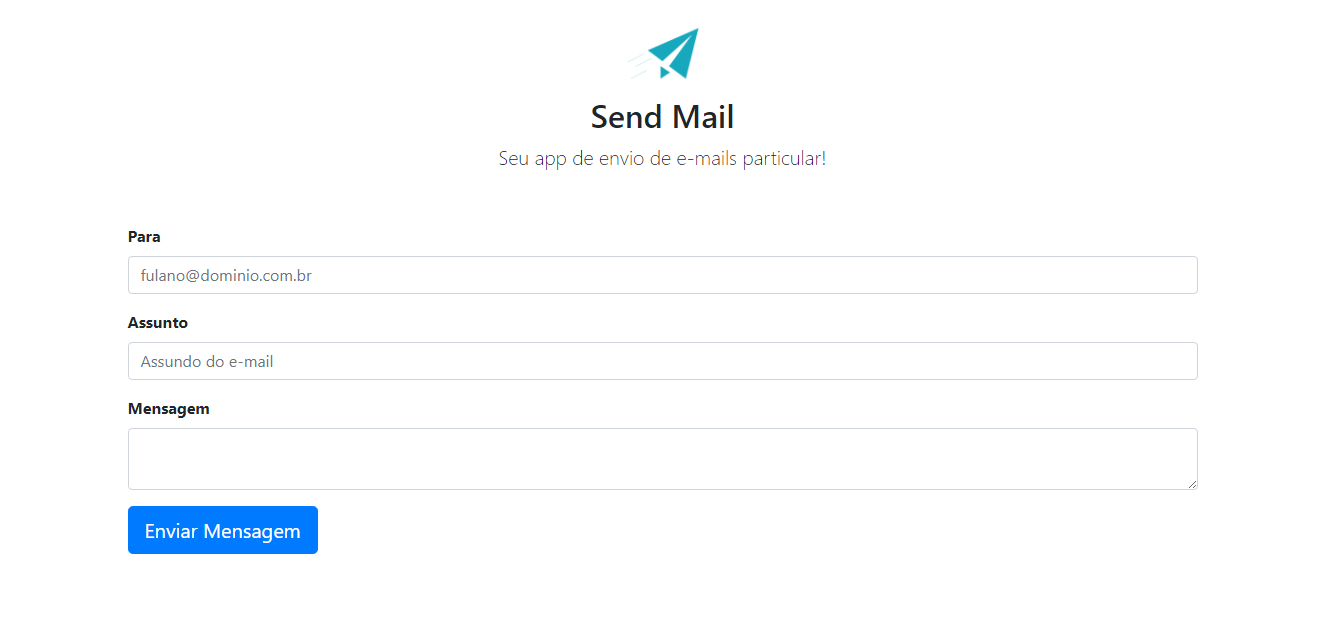 Send Mail
Seu app de envio de e-mails particular!
Para
fulano@dominio.com.br
Assunto
Assundo do e-mail
Mensagem
Enviar Mensagem